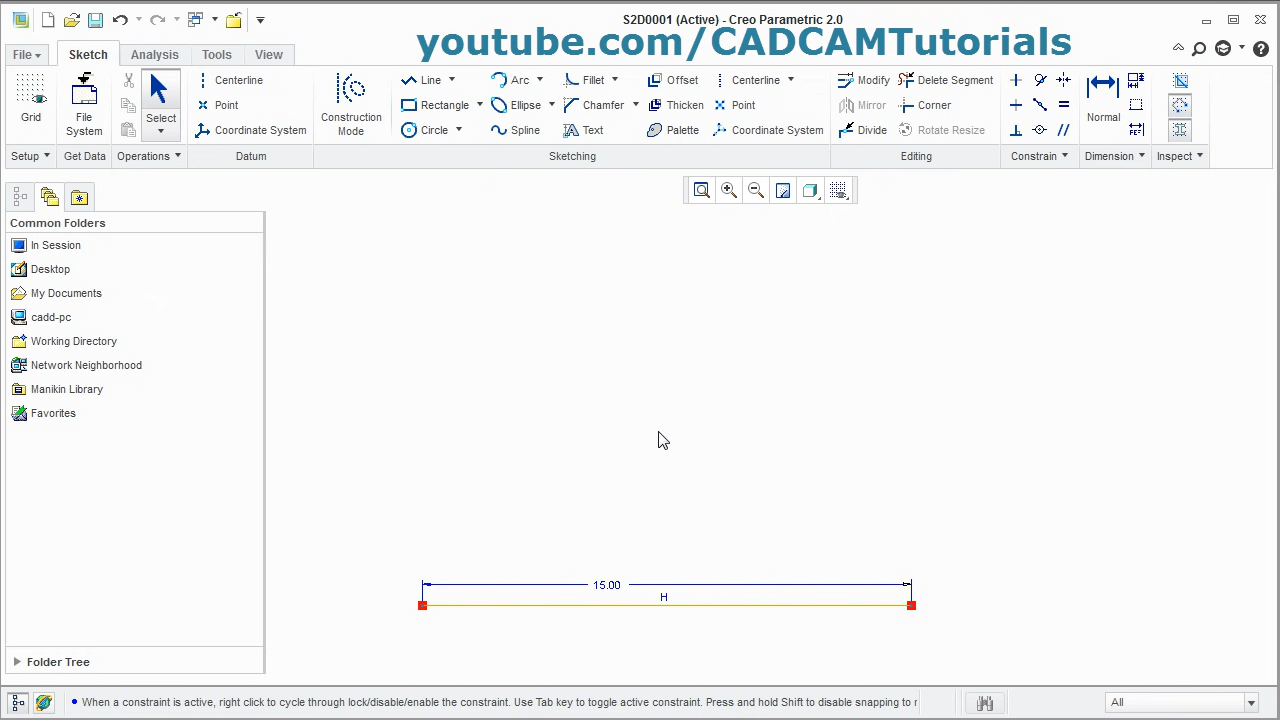 S2D0001 (Active) - Creo Parametric 2.0
youtube.com/CADCAMTutorials
File
Sketch
Analysis
Tools
View
Grid
File System
Select
Centerline
Point
Coordinate System
Construction Mode
Line
Arc
Fillet
Offset
Centerline
Rectangle
Ellipse
Chamfer
Thicken
Point
Circle
Spline
Text
Palette
Coordinate System
Modify
Delete Segment
Mirror
Corner
Divide
Rotate Resize
Normal
Setup
Get Data
Operations
Datum
Sketching
Editing
Constrain
Dimension
Inspect
Common Folders
In Session
Desktop
My Documents
cadd-pc
Working Directory
Network Neighborhood
Manikin Library
Favorites
15.00
H
Folder Tree
When a constraint is active, right click to cycle through lock/disable/enable the constraint. Use Tab key to toggle active constraint. Press and hold Shift to disable snapping to
All